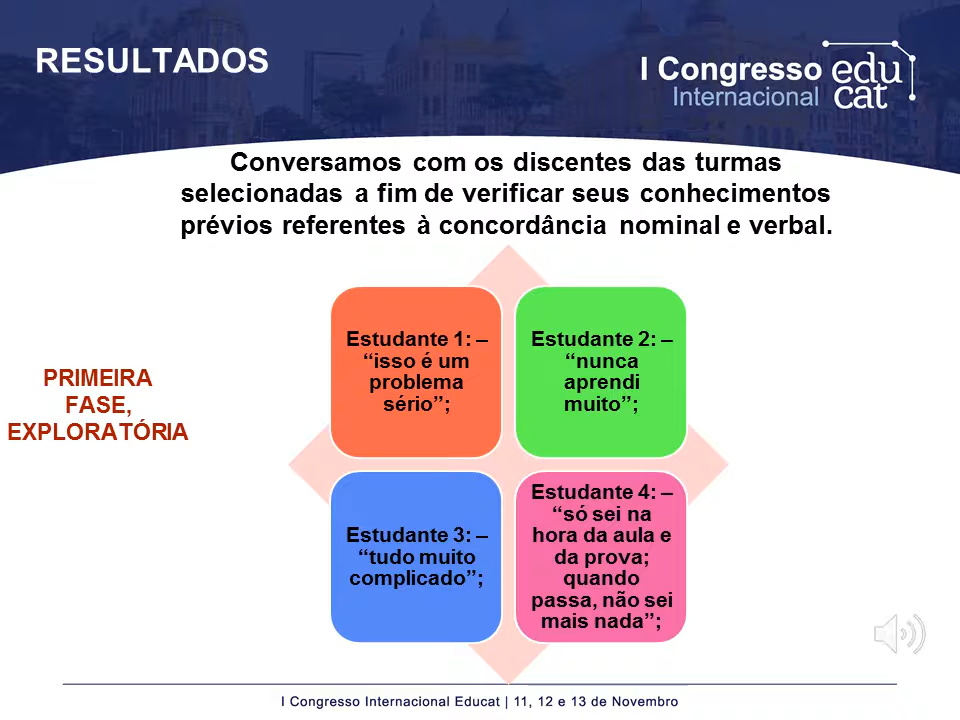 RESULTADOS
I Congresso
Internacional
edu
cat
Conversamos com os discentes das turmas
selecionadas a fim de verificar seus conhecimentos
prévios referentes à concordância nominal e verbal.
PRIMEIRA
FASE,
EXPLORATÓRIA
Estudante 1: –
“isso é um
problema
sério”;
Estudante 2: –
“nunca
aprendi
muito”;
Estudante 3: –
“tudo muito
complicado”;
Estudante 4: –
“só sei na
hora da aula e
da prova;
quando
passa, não sei
mais nada”;
I Congresso Internacional Educat | 11, 12 e 13 de Novembro